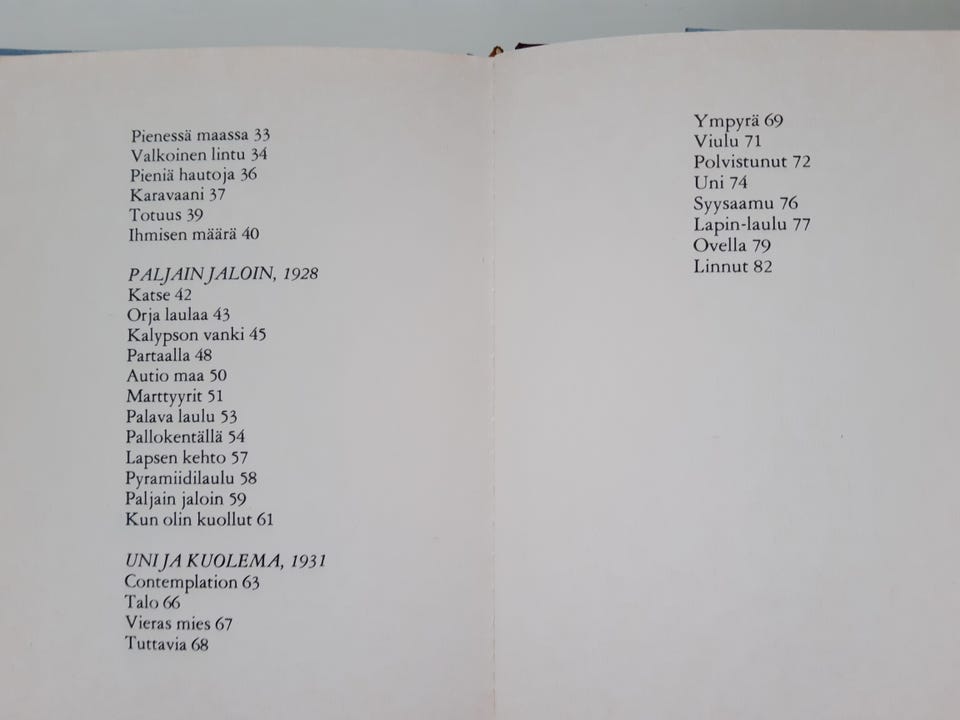 Pienessä maassa 33
Valkoinen lintu 34
Pieniä hautoja 36
Karavaani 37
Totuus 39
Ihmisen määrä 40
PALJAIN JALOIN, 1928
Katse 42
Orja laulaa 43
Kalypson vanki 45
Partaalla 48
Autio maa 50
Marttyyrit 51
Palava laulu 53
Pallokentällä 54
Lapsen kehto 57
Pyramiidilaulu 58
Paljain jaloin 59
Kun olin kuollut 61
UNI JA KUOLEMA, 1931
Contemplation 63
Talo 66
Vieras mies 67
Tuttavia 68
Ympyrä 69
Viulu 71
Polvistunut 72
Uni 74
Syysaamu 76
Lapin-laulu 77
Ovella 79
Linnut 82